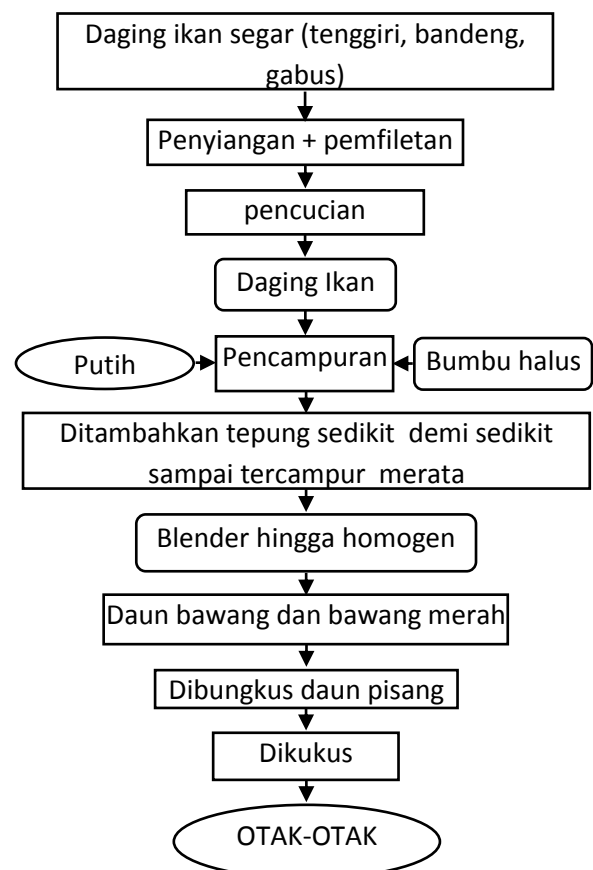 Daging ikan segar (tenggiri, bandeng,
gabus)
Penyiangan + pemfiletan
pencucian
Daging Ikan
Putih
Pencampuran
Bumbu halus
Ditambahkan tepung sedikit demi sedikit
sampai tercampur merata
Blender hingga homogen
Daun bawang dan bawang merah
Dibungkus daun pisang
Dikukus
OTAK-OTAK